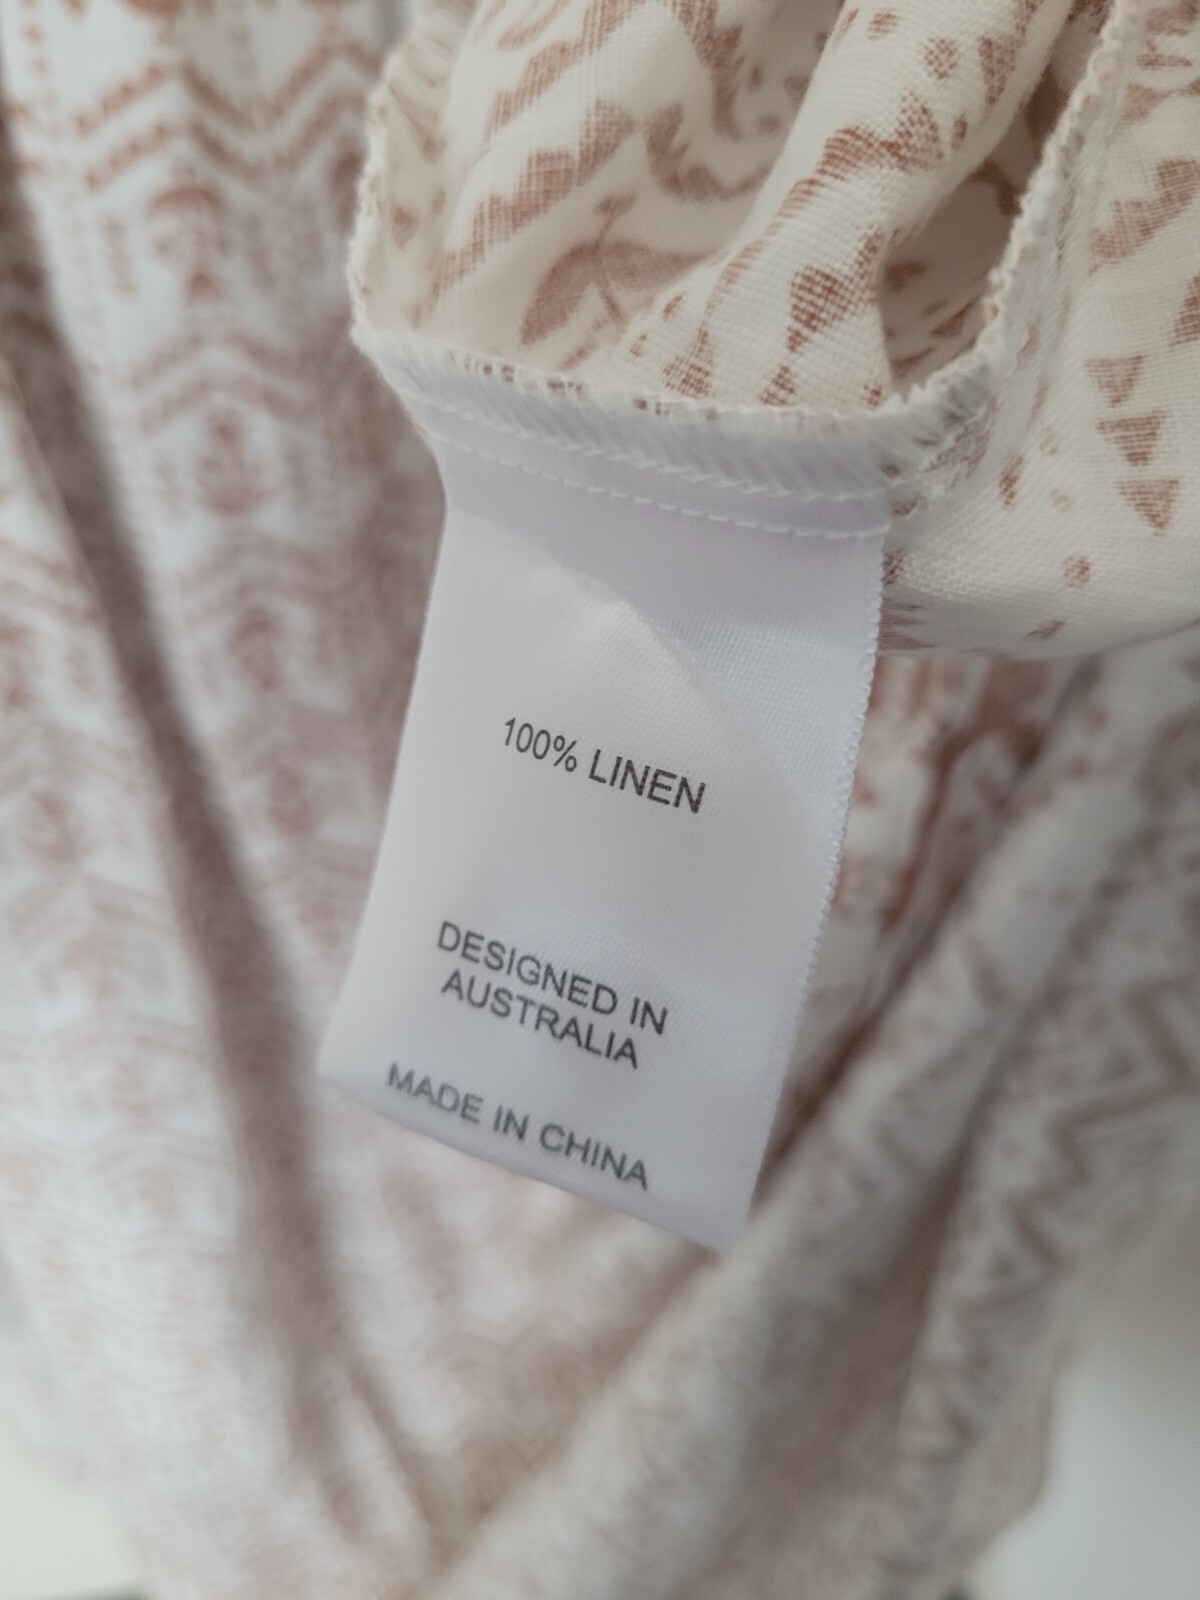 100% LINEN
DESIGNED IN
AUSTRALIA
MADE IN CHINA